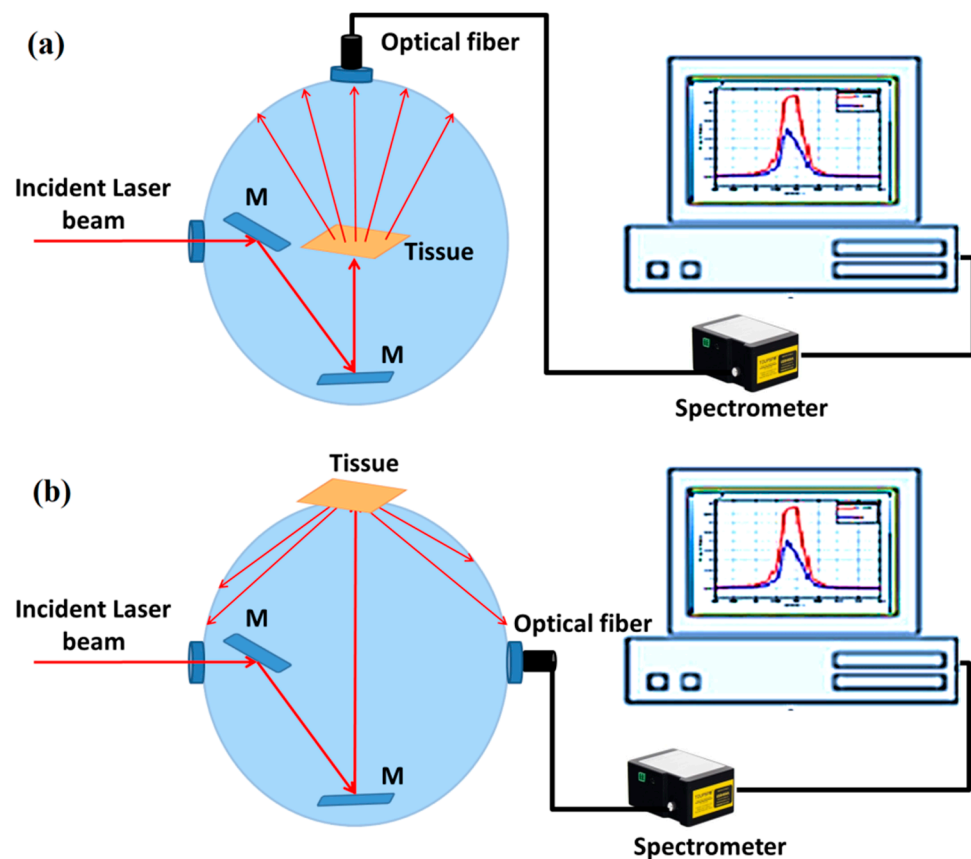 (a)
Optical fiber
Incident Laser
beam
M
Tissue
M
Spectrometer
(b)
Tissue
Incident Laser
beam
M
Optical fiber
M
Spectrometer